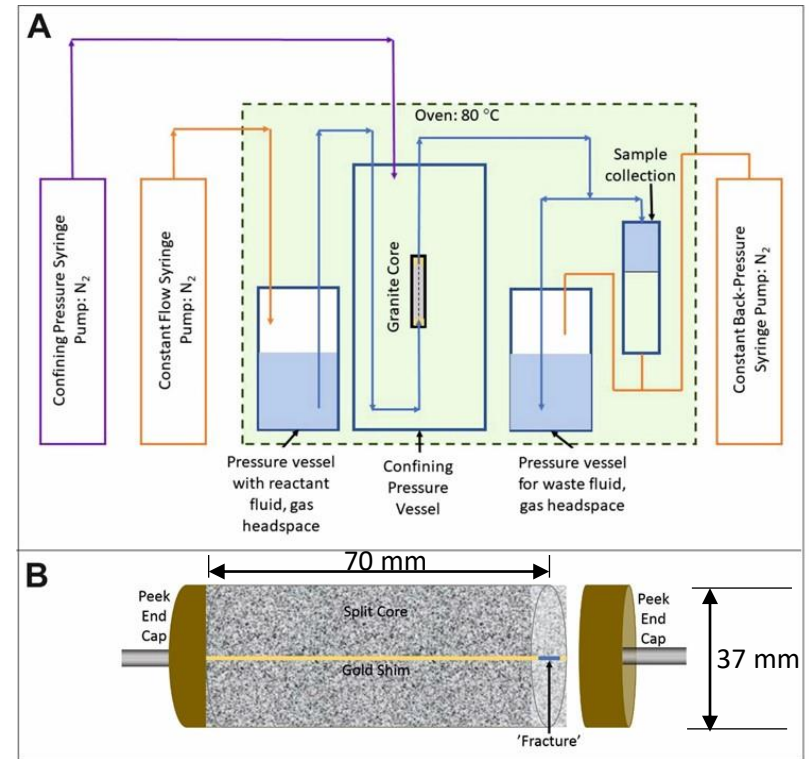 A
Oven: 80 °C
Sample
collection
Confining Pressure Syringe
Pump: N₂
Constant Flow Syringe
Pump: N₂
Granite Core
Constant Back-Pressure
Syringe Pump: N₂
Pressure vessel
with reactant
fluid, gas
headspace
Confining
Pressure
Vessel
Pressure vessel
for waste fluid,
gas headspace
B
70 mm
Peek
End
Cap
Split Core
Gold Shim
Peek
End
Cap
37 mm
'Fracture'